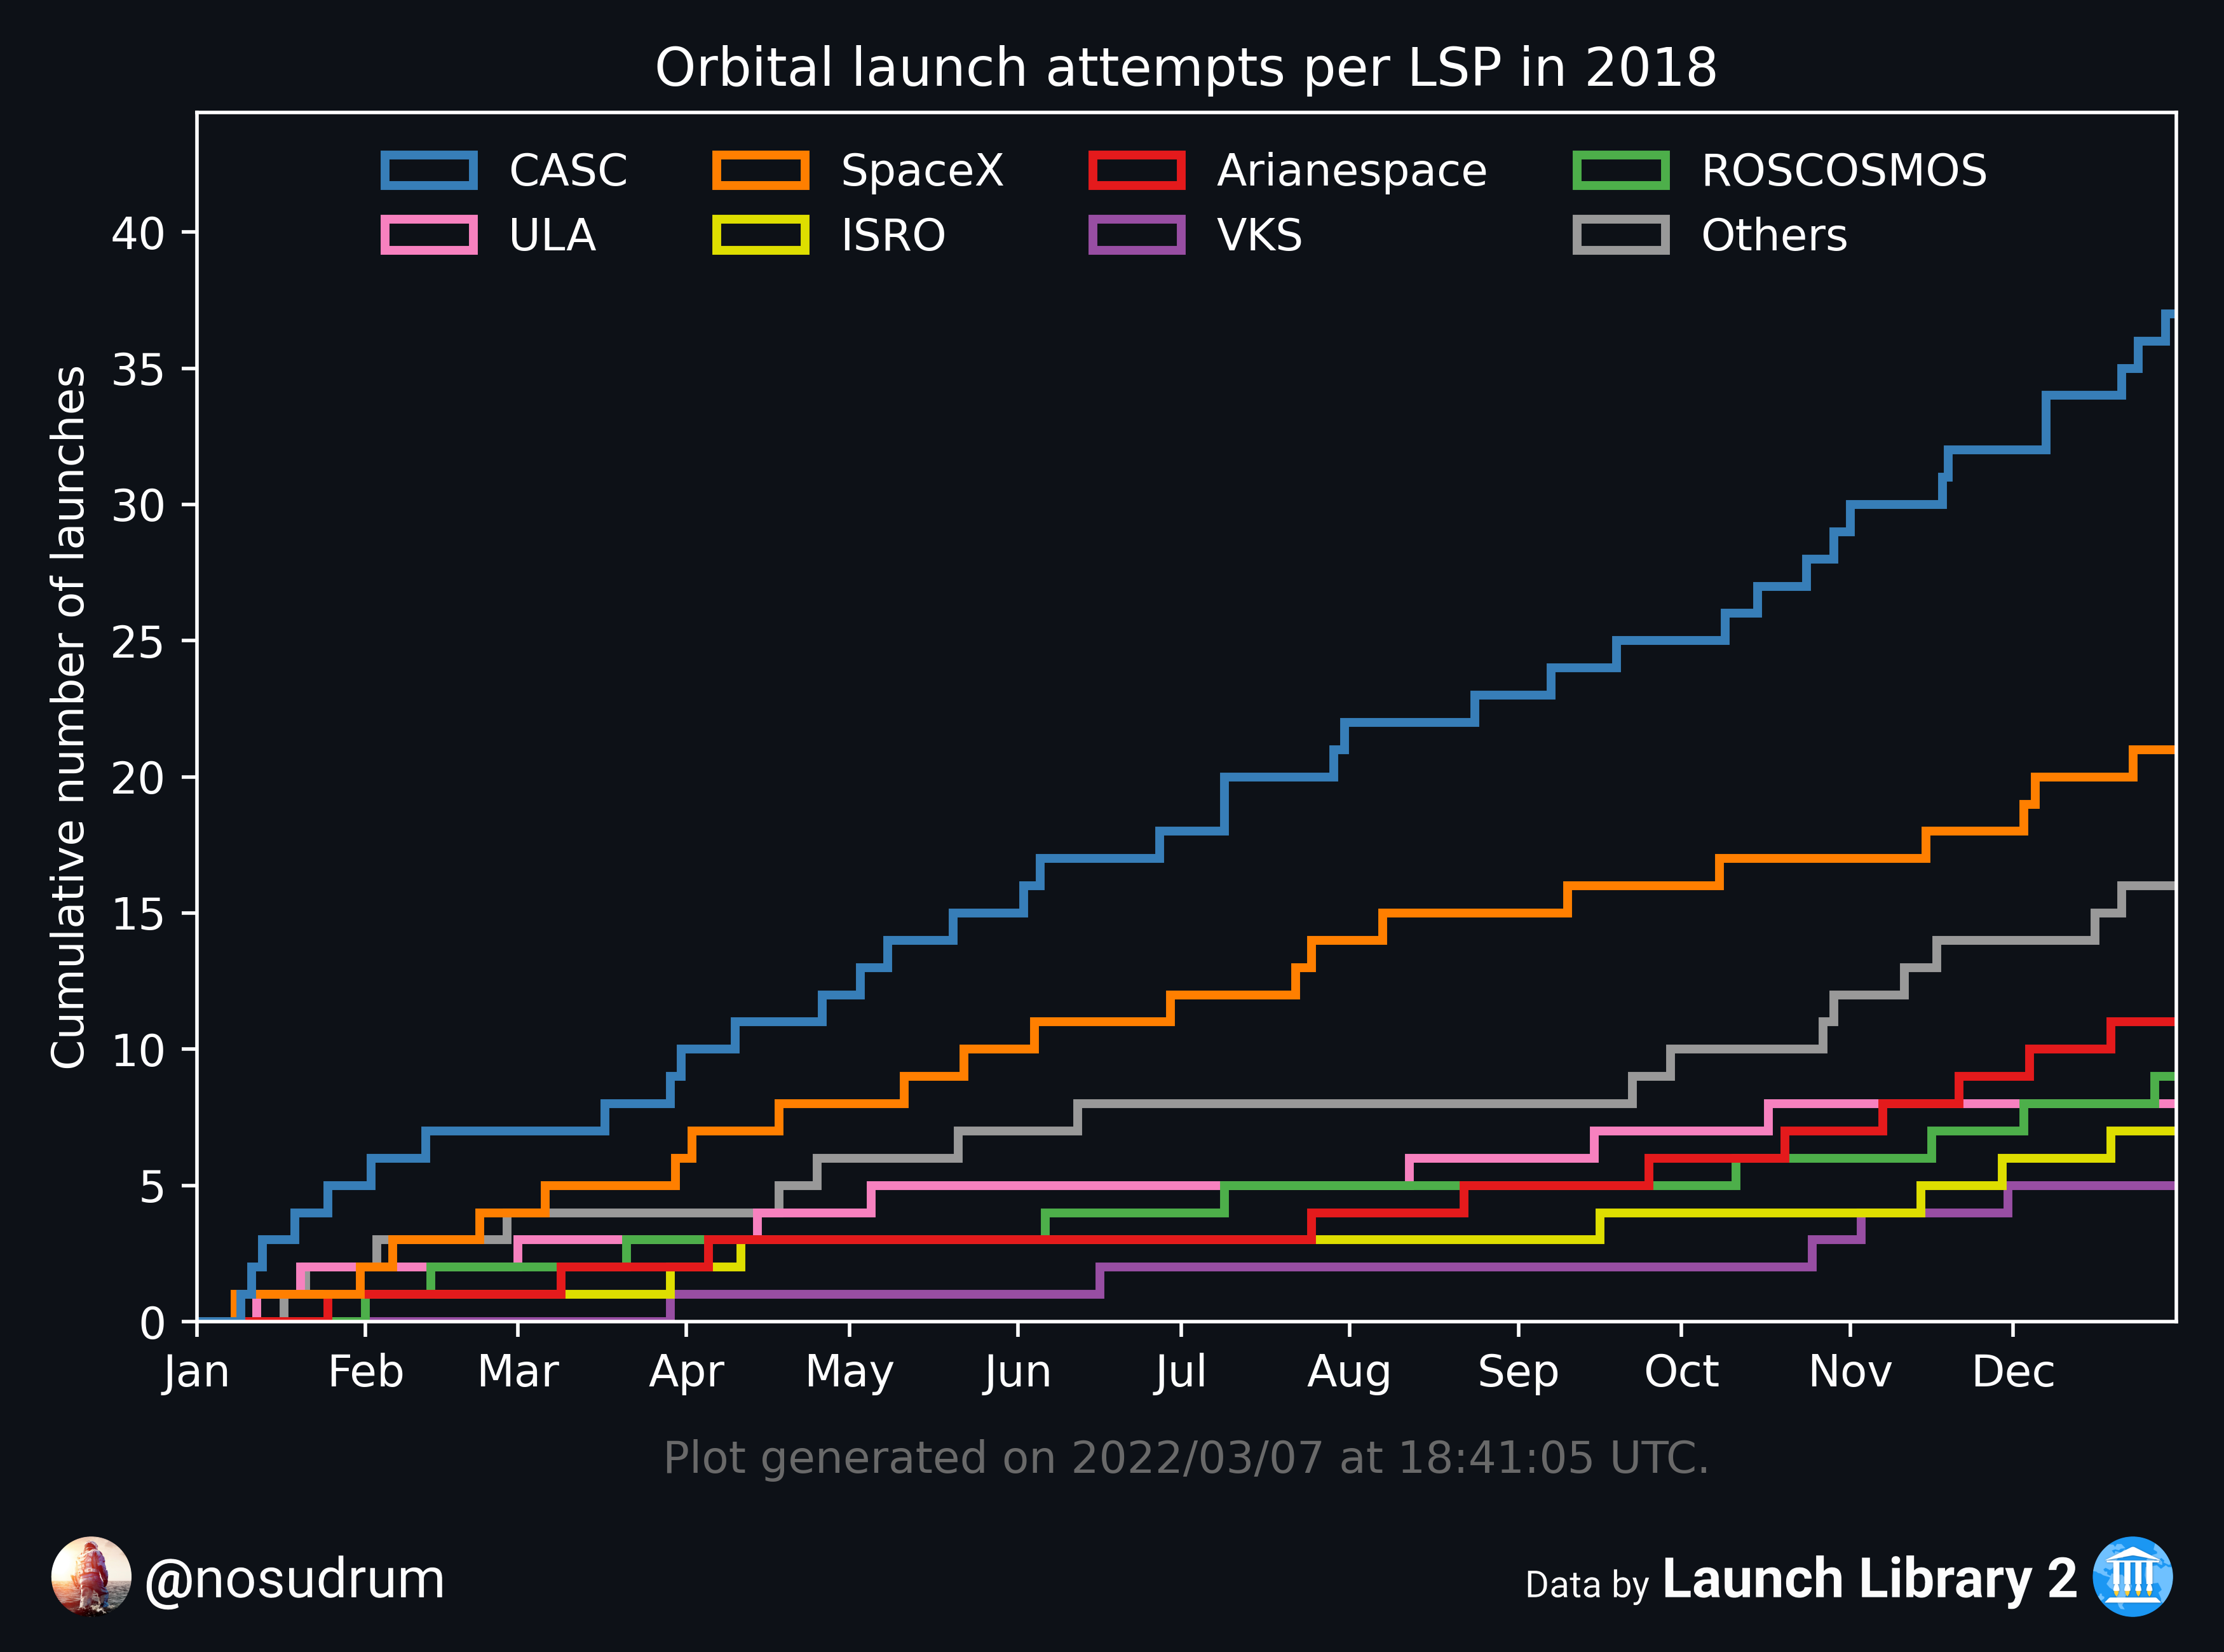 Orbital launch attempts per LSP in 2018
CASC SpaceX Arianespace ROSCOSMOS
ULA ISRO VKS Others
Cumulative number of launches
40
35
30
25
20
15
10
5
0
Jan Feb Mar Apr May Jun Jul Aug Sep Oct Nov Dec
Plot generated on 2022/03/07 at 18:41:05 UTC.
@nosudrum
Data by Launch Library 2